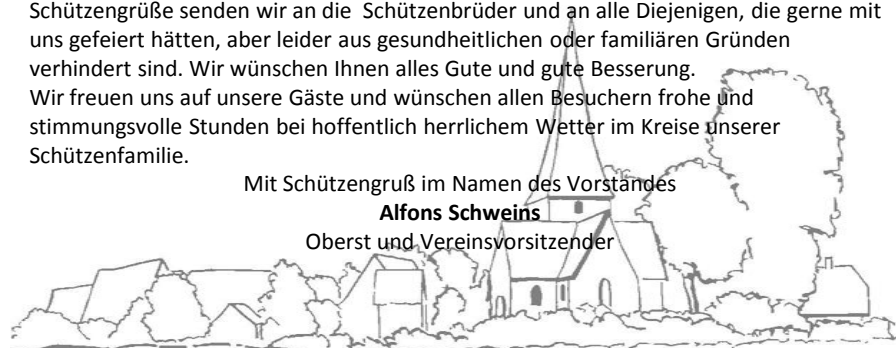 Schützengrüße senden wir an die  Schützenbrüder und an alle Diejenigen, die gerne mit
uns gefeiert hätten, aber leider aus gesundheitlichen oder familiären Gründen
verhindert sind. Wir wünschen Ihnen alles Gute und gute Besserung.
Wir freuen uns auf unsere Gäste und wünschen allen Besuchern frohe und
stimmungsvolle Stunden bei hoffentlich herrlichem Wetter im Kreise unserer
Schützenfamilie.
Mit Schützengruß im Namen des Vorstandes
Alfons Schweins
Oberst und Vereinsvorsitzender